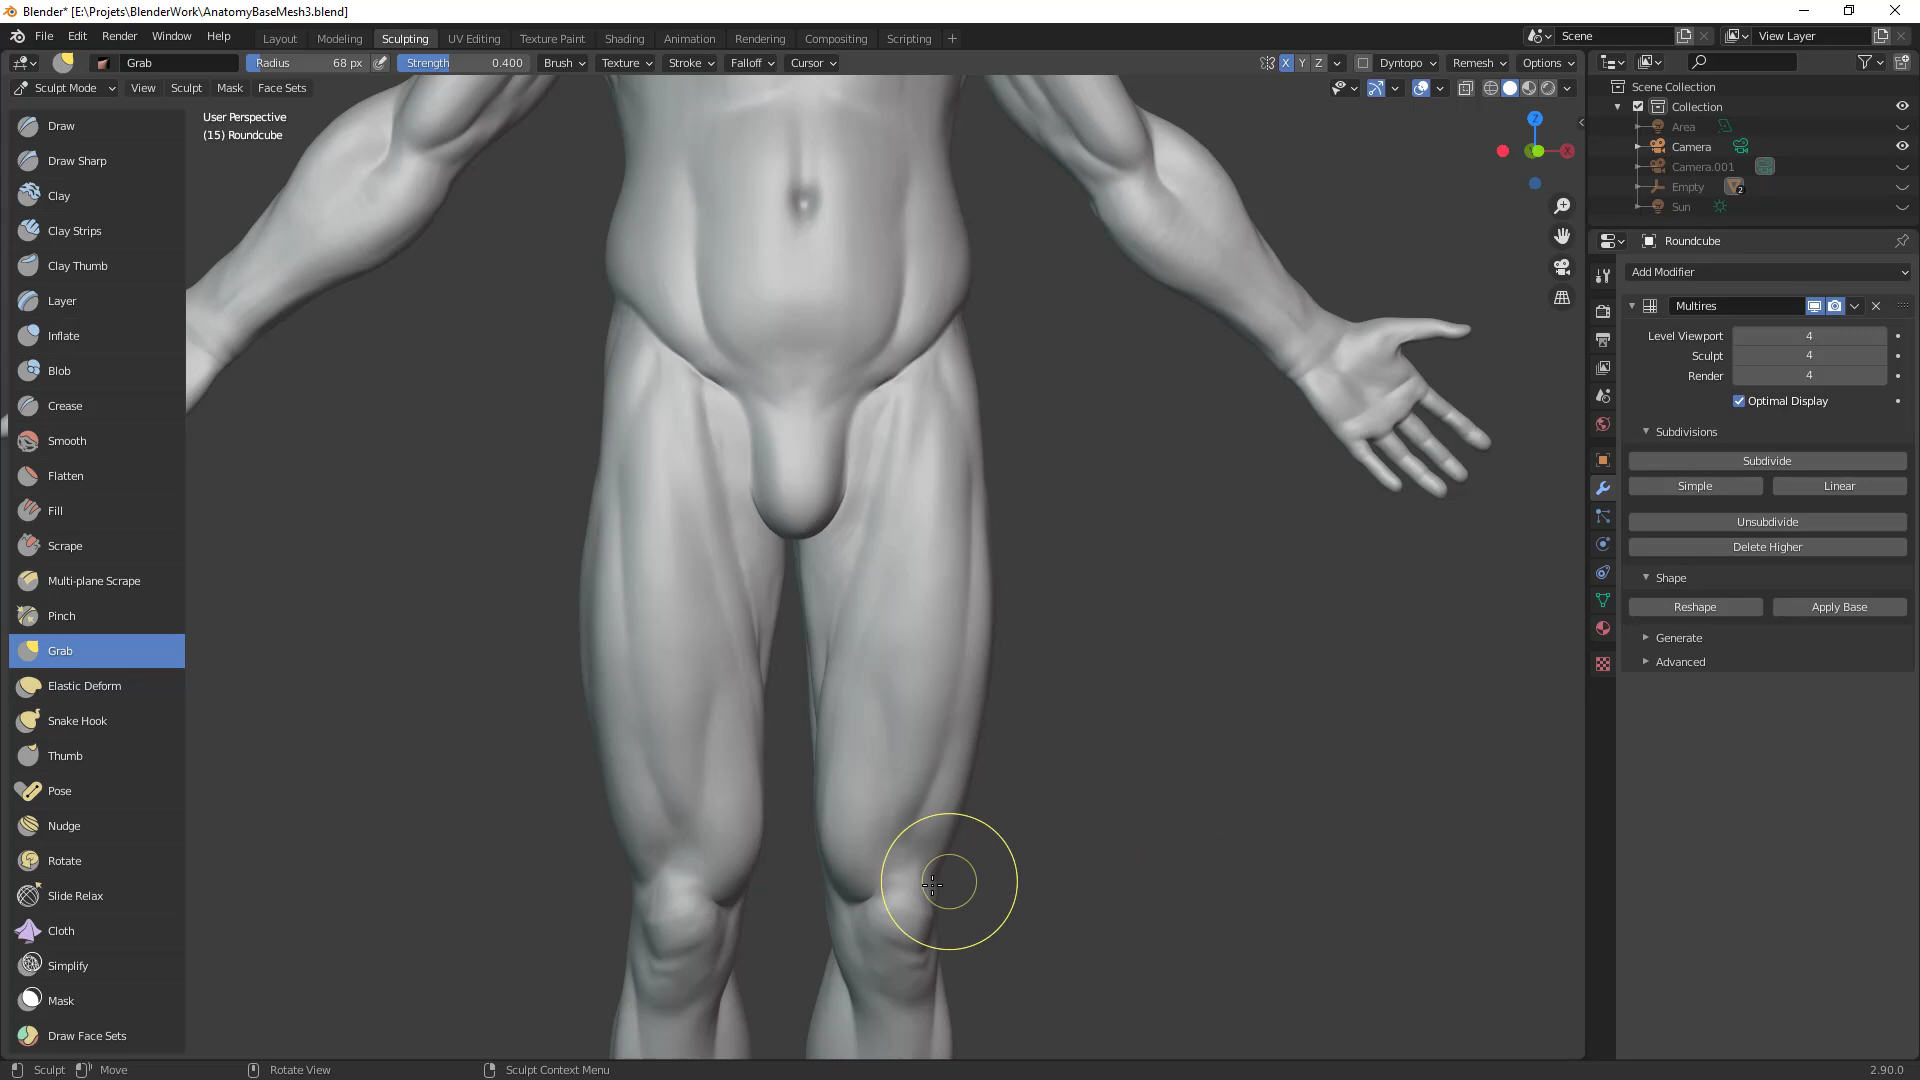 Blender* [E:\Projets\BlenderWork\AnatomyBaseMesh3.blend]
File Edit Render Window Help Layout Modeling Sculpting UV Editing Texture Paint Shading Animation Rendering Compositing Scripting + Scene View Layer
Grab Radius 68 px Strength 0.400 Brush Texture Stroke Falloff Cursor X Y Z Dyntopo Remesh Options
Sculpt Mode View Sculpt Mask Face Sets
User Perspective
(15) Roundcube
Draw
Draw Sharp
Clay
Clay Strips
Clay Thumb
Layer
Inflate
Blob
Crease
Smooth
Flatten
Fill
Scrape
Multi-plane Scrape
Pinch
Grab
Elastic Deform
Snake Hook
Thumb
Pose
Nudge
Rotate
Slide Relax
Cloth
Simplify
Mask
Draw Face Sets
Z
X
Scene Collection
Collection
Area
Camera
Camera.001
Empty 2
Sun
Roundcube
Add Modifier
Multires
Level Viewport 4
Sculpt 4
Render 4
Optimal Display
Subdivisions
Subdivide
Simple Linear
Unsubdivide
Delete Higher
Shape
Reshape Apply Base
Generate
Advanced
Sculpt Move Rotate View Sculpt Context Menu 2.90.0